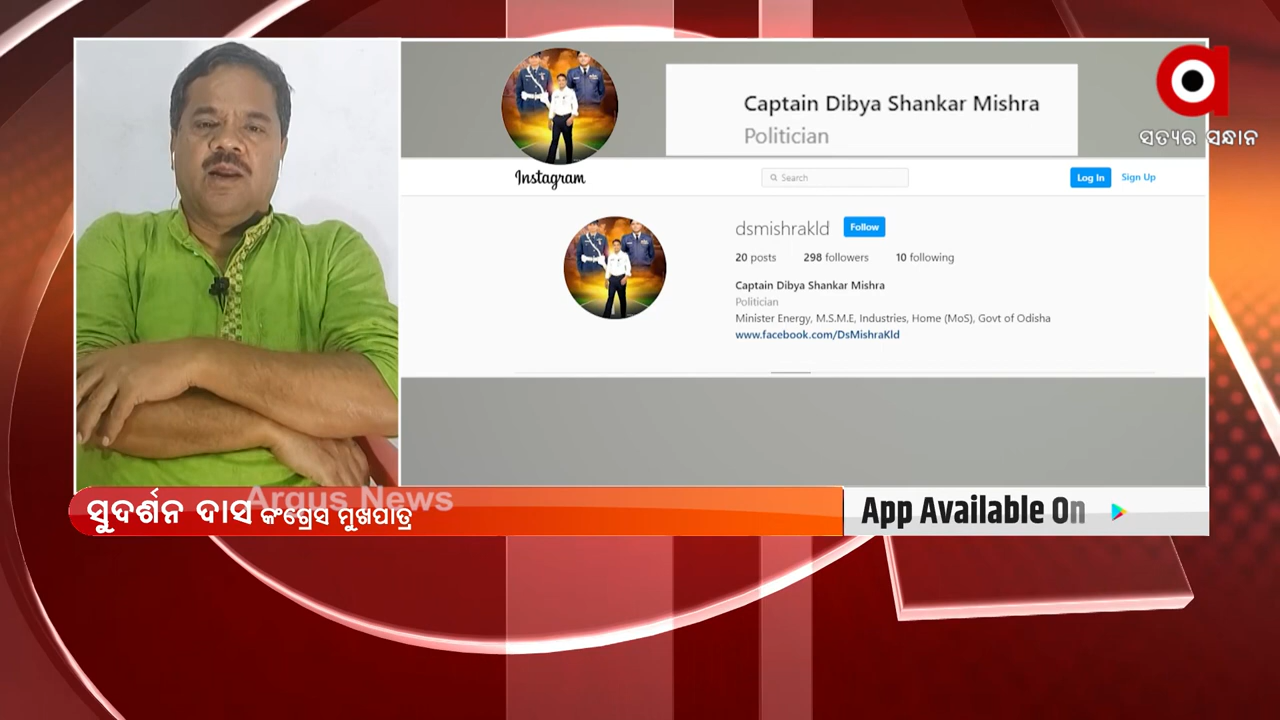 Captain Dibya Shankar Mishra
Politician
ସତ୍ୟର ସନ୍ଧାନ
Instagram
Search
Log In
Sign Up
dsmishrakld
Follow
20 posts 298 followers 10 following
Captain Dibya Shankar Mishra
Politician
Minister Energy, M.S.M.E, Industries, Home (MoS), Govt of Odisha
www.facebook.com/DsMishraKld
Argus News
ସୁଦର୍ଶନ ଦାସ କଂଗ୍ରେସ ମୁଖପାତ୍ର
App Available On